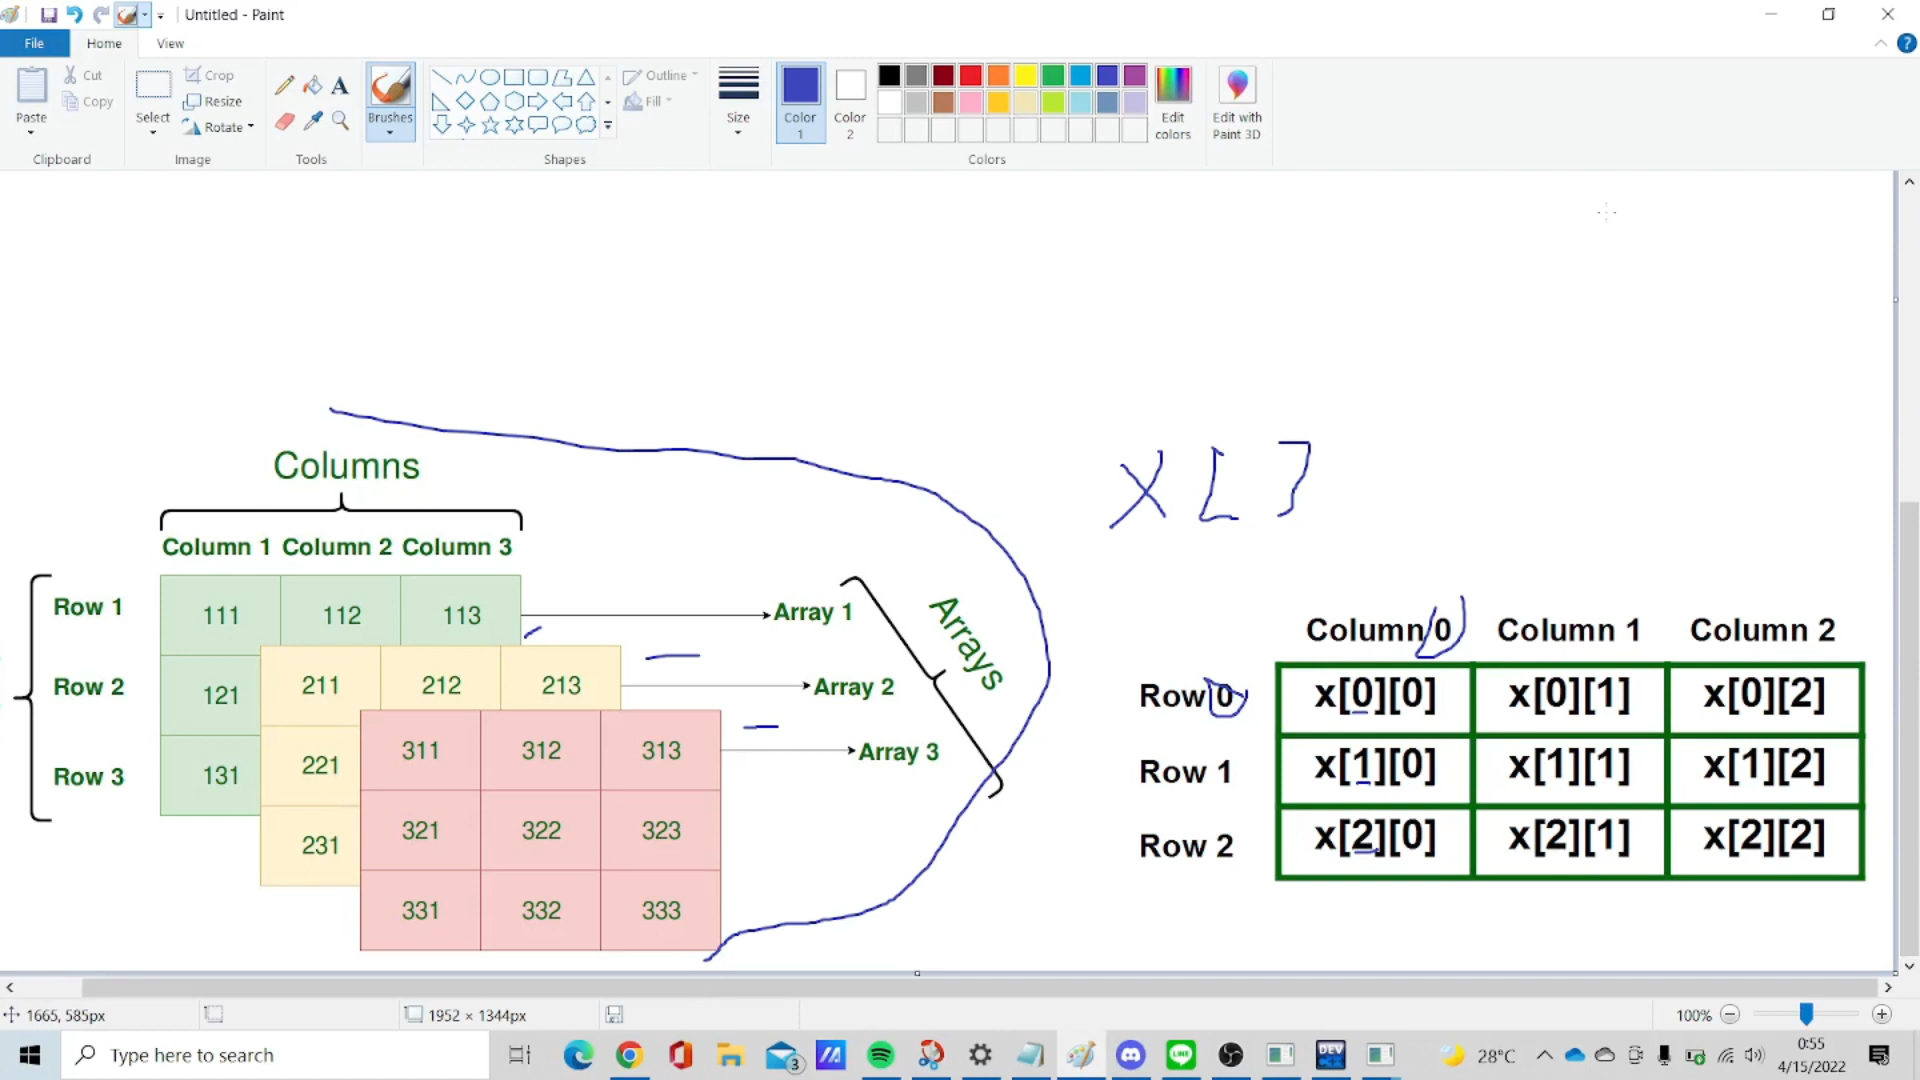 Untitled - Paint
File Home View
Paste
Cut
Copy
Clipboard
Select
Crop
Resize
Rotate
Image
Tools
Brushes
Shapes
Outline
Fill
Size
Color 1
Color 2
Edit colors
Colors
Edit with Paint 3D
Columns
Column 1 Column 2 Column 3
Row 1 111 112 113 Array 1
Row 2 121 211 212 213 Array 2
Row 3 131 221 311 312 313 Array 3
231 321 322 323
331 332 333
Arrays
X [ ]
Column 0 Column 1 Column 2
Row 0 x[0][0] x[0][1] x[0][2]
Row 1 x[1][0] x[1][1] x[1][2]
Row 2 x[2][0] x[2][1] x[2][2]
1665, 585px 1952 × 1344px 100%
Type here to search
3
DEV
LINE
28°C
0:55
4/15/2022